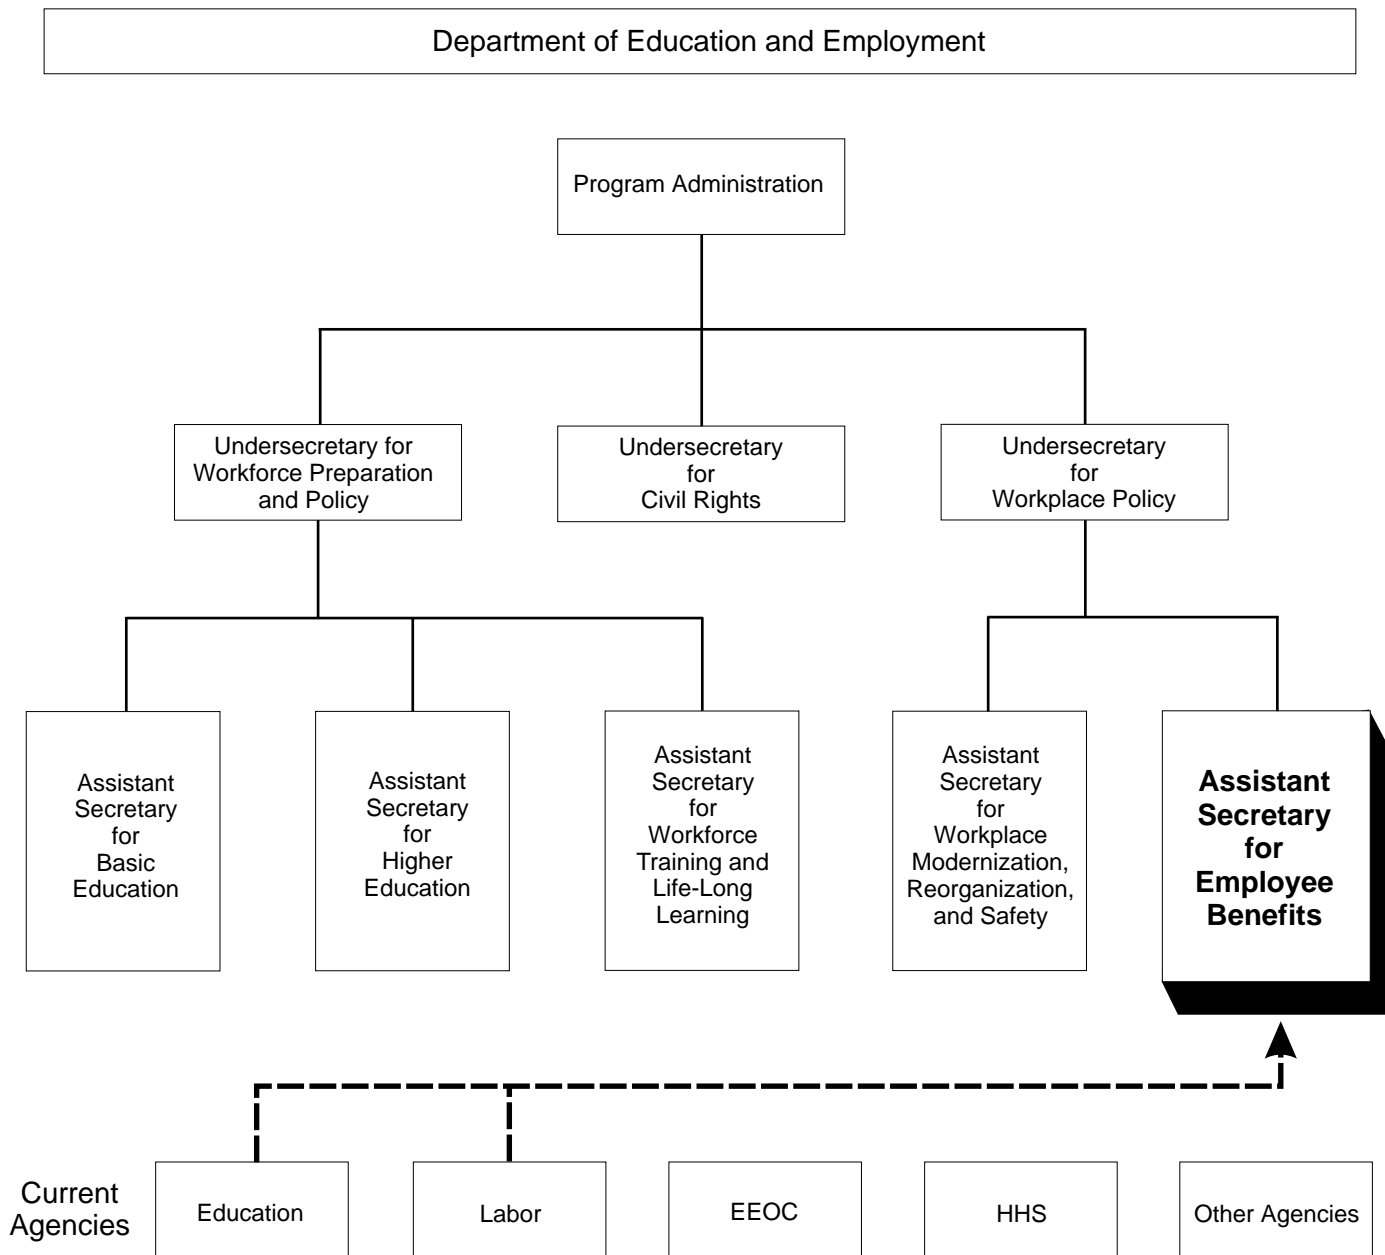 Department of Education and Employment
Program Administration
Undersecretary for
Workforce Preparation
and Policy
Undersecretary
for
Civil Rights
Undersecretary
for
Workplace Policy
Assistant
Secretary
for
Basic
Education
Assistant
Secretary
for
Higher
Education
Assistant
Secretary
for
Workforce
Training and
Life-Long
Learning
Assistant
Secretary
for
Workplace
Modernization,
Reorganization,
and Safety
Assistant
Secretary
for
Employee
Benefits
Current
Agencies
Education
Labor
EEOC
HHS
Other Agencies